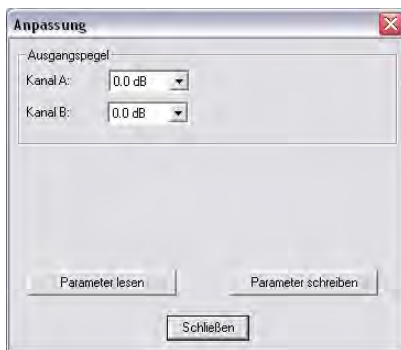 Anpassung
Ausgangspegel
Kanal A: 0.0 dB
Kanal B: 0.0 dB
Parameter lesen Parameter schreiben
Schließen